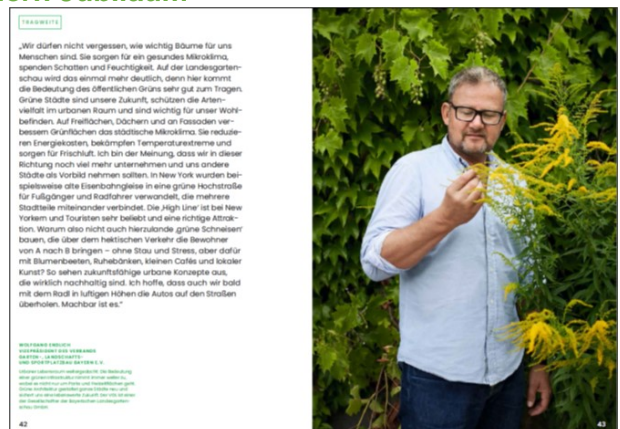 TRAGWEITE
„Wir dürfen nicht vergessen, wie wichtig Bäume für uns
Menschen sind. Sie sorgen für ein gesundes Mikroklima,
spenden Schatten und Feuchtigkeit. Auf der Landesgarten-
schau wird das einmal mehr deutlich, denn hier kommt
die Bedeutung des öffentlichen Grüns sehr gut zum Tragen.
Grüne Städte sind unsere Zukunft, schützen die Arten-
vielfalt im urbanen Raum und sind wichtig für unser Wohl-
befinden. Auf Freiflächen, Dächern und an Fassaden ver-
bessern Grünflächen das städtische Mikroklima. Sie reduzie-
ren Energiekosten, bekämpfen Temperaturextreme und
sorgen für Frischluft. Ich bin der Meinung, dass wir in dieser
Richtung noch viel mehr unternehmen und uns andere
Städte als Vorbild nehmen sollten. In New York wurden bei-
spielsweise alte Eisenbahngleise in eine grüne Hochstraße
für Fußgänger und Radfahrer verwandelt, die mehrere
Stadtteile miteinander verbindet. Die ‚High Line‘ ist bei New
Yorkern und Touristen sehr beliebt und eine richtige Attrak-
tion. Warum also nicht auch hierzulande ‚grüne Schneisen‘
bauen, die über dem hektischen Verkehr die Bewohner
von A nach B bringen – ohne Stau und Stress, aber dafür
mit Blumenbeeten, Ruhebänken, kleinen Cafés und lokaler
Kunst? So sehen zukunftsfähige urbane Konzepte aus,
die wirklich nachhaltig sind. Ich hoffe, dass auch wir bald
mit dem Radl in luftigen Höhen die Autos auf den Straßen
überholen. Machbar ist es.“
WOLFGANG
VIZEPRÄSIDENT DES VERBANDS
GARTEN-, LANDSCHAFTS-
UND SPORTPLATZBAU BAYERN E.V.
42
43